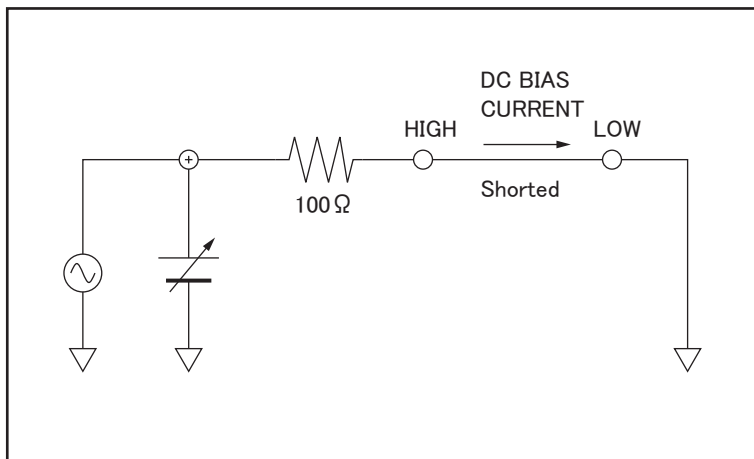 DC BIAS
CURRENT
HIGH
LOW
+
100Ω
Shorted